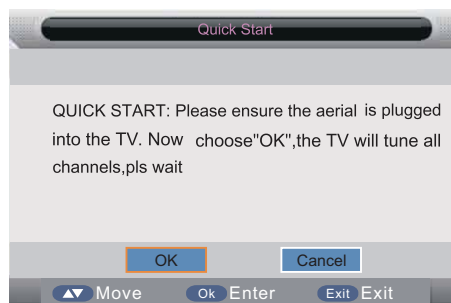 Quick Start
QUICK START: Please ensure the aerial is plugged
into the TV. Now choose"OK",the TV will tune all
channels,pls wait
OK Cancel
Move Ok Enter Exit Exit